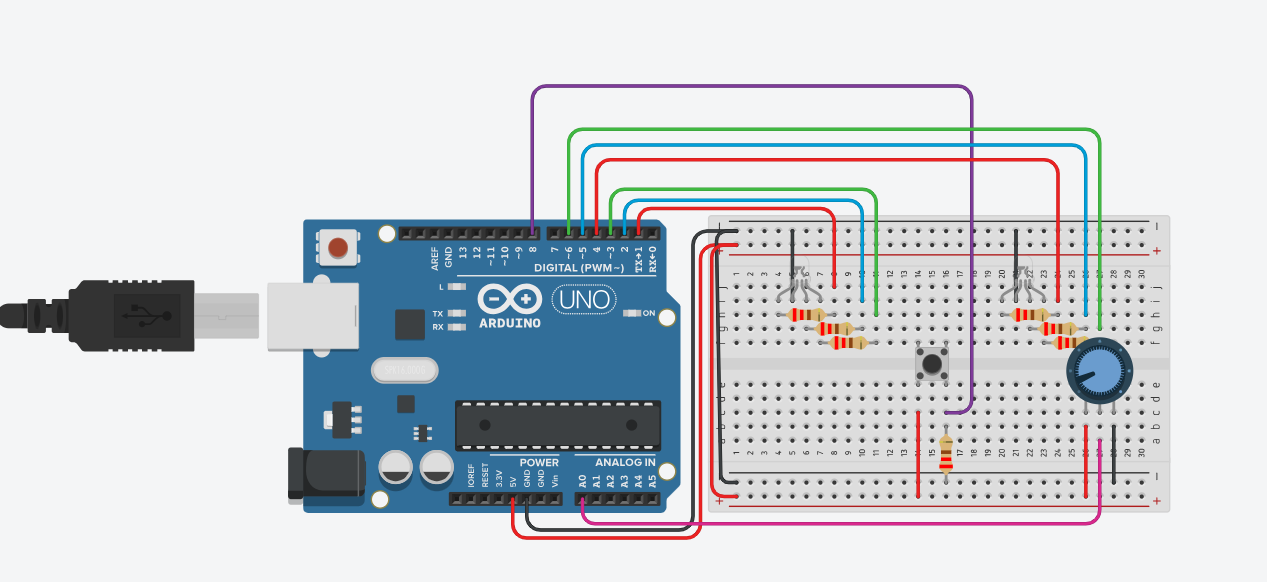 AREF
GND
13
12
~11
~10
~9
8
7
~6
~5
4
~3
2
TX→1
RX←0
DIGITAL (PWM~)
L
TX
RX
ARDUINO
UNO
ON
POWER
ANALOG IN
IOREF
RESET
3.3V
5V
GND
GND
Vin
A0
A1
A2
A3
A4
A5
1 2 3 4 5 6 7 8 9 10 11 12 13 14 15 16 17 18 19 20 21 22 23 24 25 26 27 28 29 30
j
i
h
g
f
e
d
c
b
a
1 2 3 4 5 6 7 8 9 10 11 12 13 14 15 16 17 18 19 20 21 22 23 24 25 26 27 28 29 30